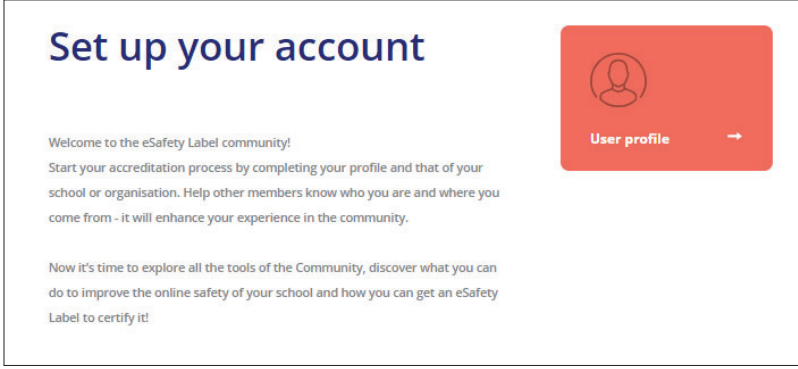 Set up your account
Welcome to the eSafety Label community!
Start your accreditation process by completing your profile and that of your
school or organisation. Help other members know who you are and where you
come from - it will enhance your experience in the community.
Now it's time to explore all the tools of the Community, discover what you can
do to improve the online safety of your school and how you can get an eSafety
Label to certify it!
User profile